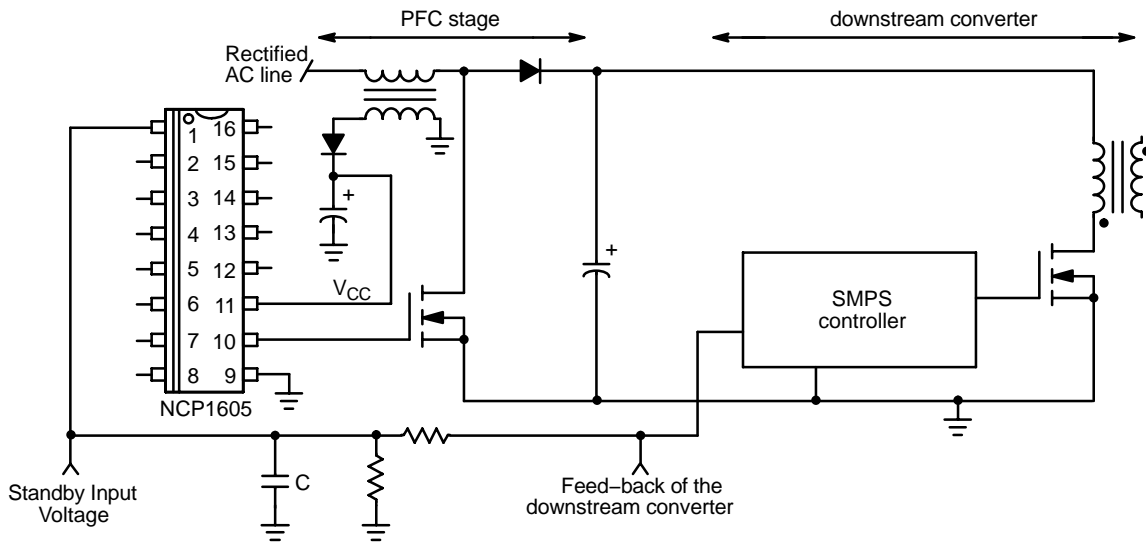 PFC stage
downstream converter
Rectified
AC line
1 16
2 15
3 14
4 13
5 12
6 11
7 10
8 9
NCP1605
+
VCC
+
SMPS
controller
C
Standby Input
Voltage
Feed–back of the
downstream converter